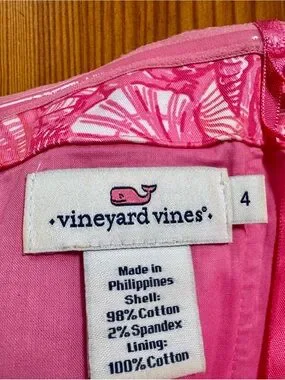 vineyard vines®
4
Made in
Philippines
Shell:
98% Cotton
2% Spandex
Lining:
100% Cotton